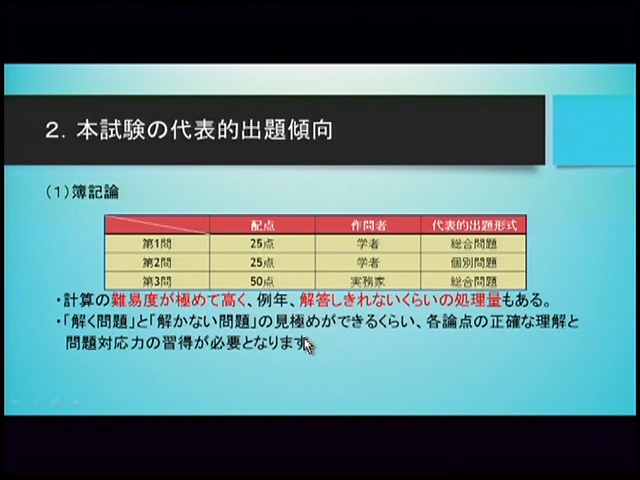 ２．本試験の代表的出題傾向
（１）簿記論
配点 作問者 代表的出題形式
第1問 25点 学者 総合問題
第2問 25点 学者 個別問題
第3問 50点 実務家 総合問題
・計算の難易度が極めて高く、例年、解答しきれないくらいの処理量もある。
・「解く問題」と「解かない問題」の見極めができるくらい、各論点の正確な理解と
問題対応力の習得が必要となります。